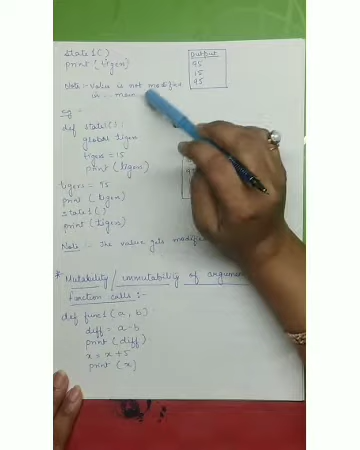 state1()
print (tigers)
Output
95
15
95
Note:- Value is not modified
in main
eg -
def state1():
global tigers
tigers = 15
print (tigers)
tigers = 95
print (tigers)
state1()
print (tigers)
Note :- The value gets modified
* Mutability/immutability of
function calls :-
def func1(a, b):
diff = a-b
print (diff)
x = x +5
print (x)